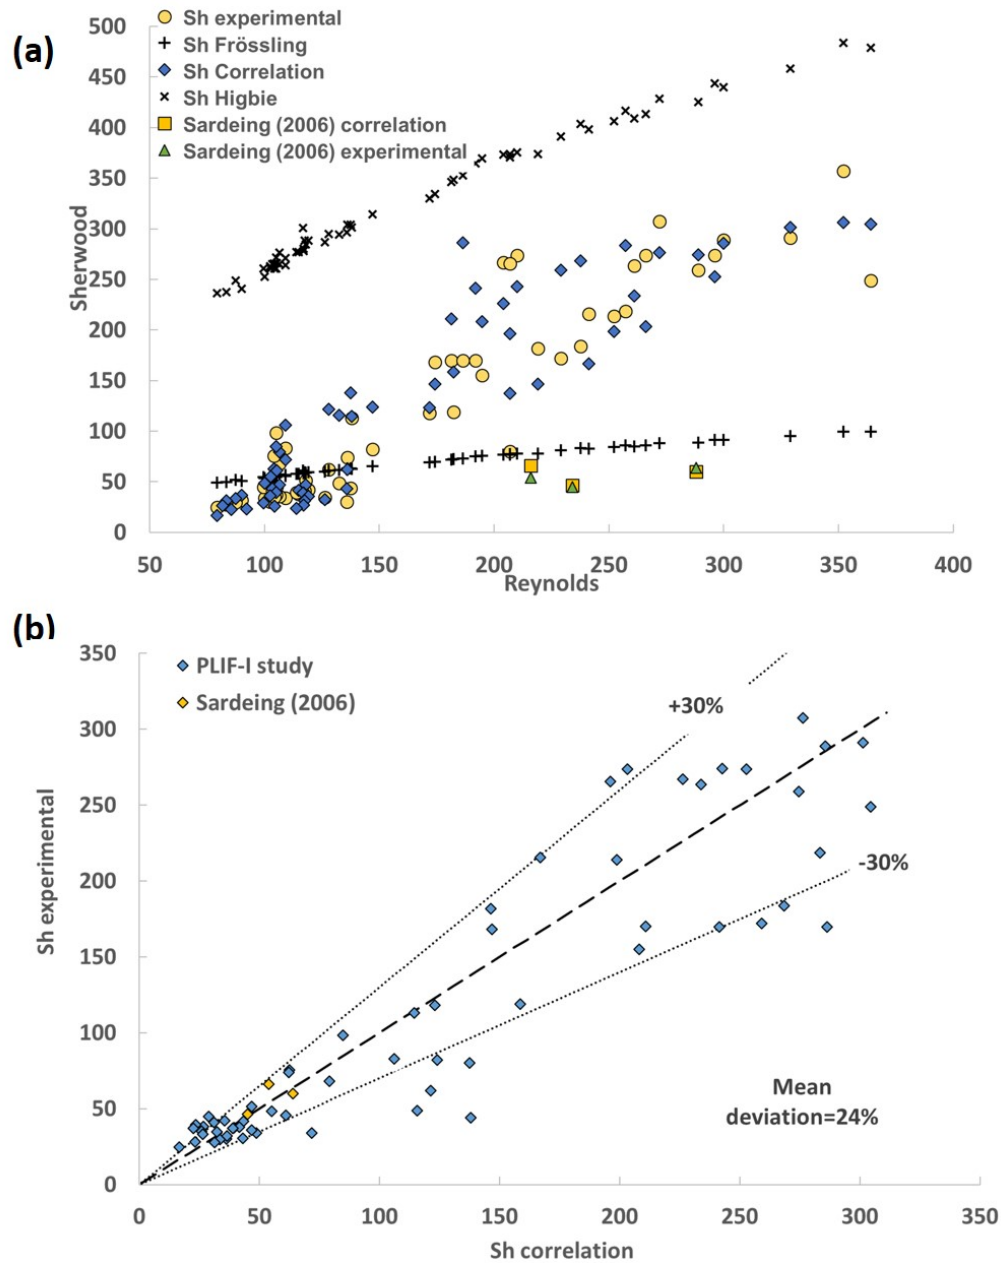 (a)
Sh experimental
Sh Frössling
Sh Correlation
Sh Higbie
Sardeing (2006) correlation
Sardeing (2006) experimental
500
450
400
350
300
250
200
150
100
50
0
Sherwood
50 100 150 200 250 300 350 400
Reynolds
(b)
PLIF-I study
Sardeing (2006)
350
300
250
200
150
100
50
0
Sh experimental
+30%
-30%
Mean
deviation=24%
0 50 100 150 200 250 300 350
Sh correlation